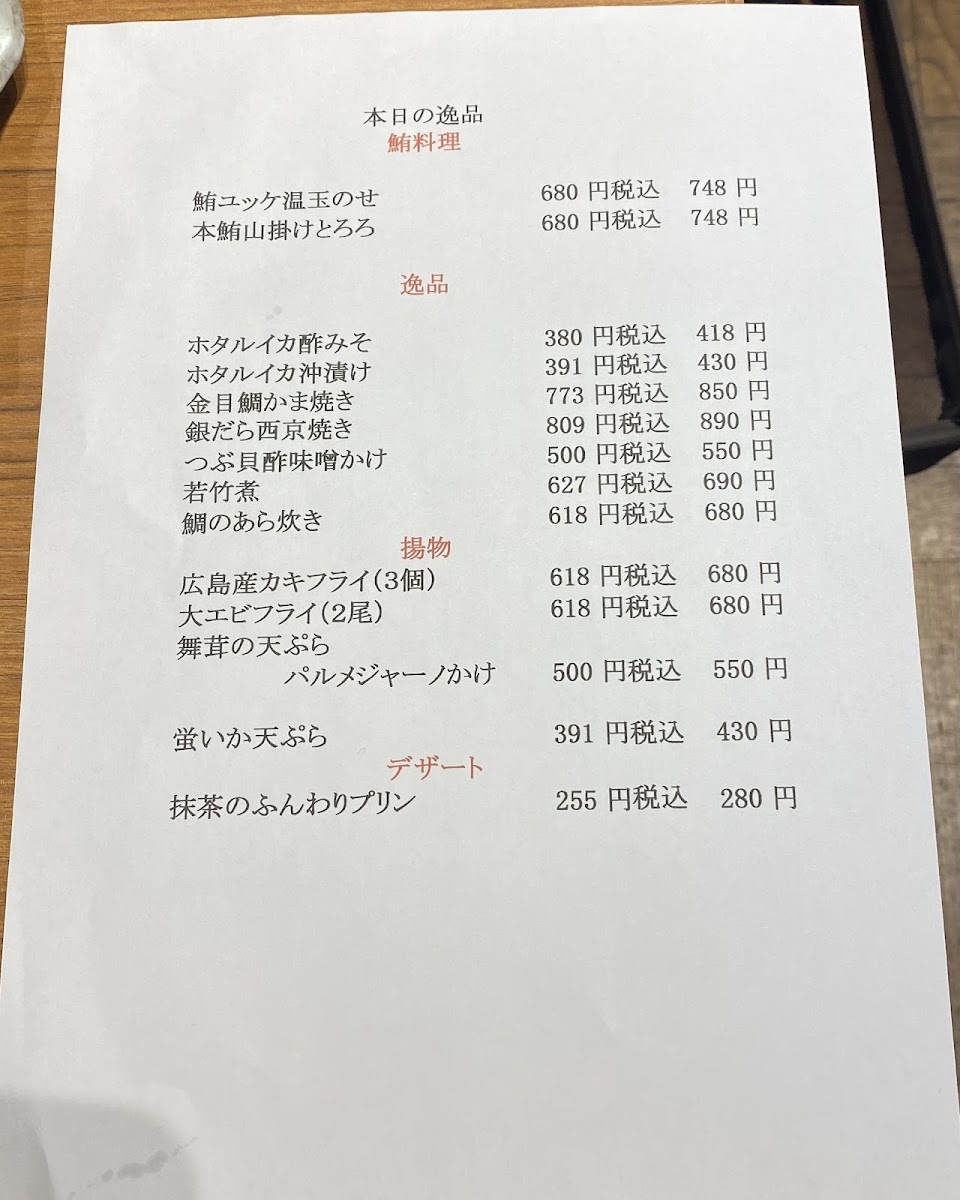 本日の逸品
鮪料理
鮪ユッケ温玉のせ 680 円税込 748 円
本鮪山掛けとろろ 680 円税込 748 円
逸品
ホタルイカ酢みそ 380 円税込 418 円
ホタルイカ沖漬け 391 円税込 430 円
金目鯛かま焼き 773 円税込 850 円
銀だら西京焼き 809 円税込 890 円
つぶ貝酢味噌かけ 500 円税込 550 円
若竹煮 627 円税込 690 円
鯛のあら炊き 618 円税込 680 円
揚物
広島産カキフライ(3個) 618 円税込 680 円
大エビフライ(2尾) 618 円税込 680 円
舞茸の天ぷら
パルメジャーノかけ 500 円税込 550 円
蛍いか天ぷら 391 円税込 430 円
デザート
抹茶のふんわりプリン 255 円税込 280 円